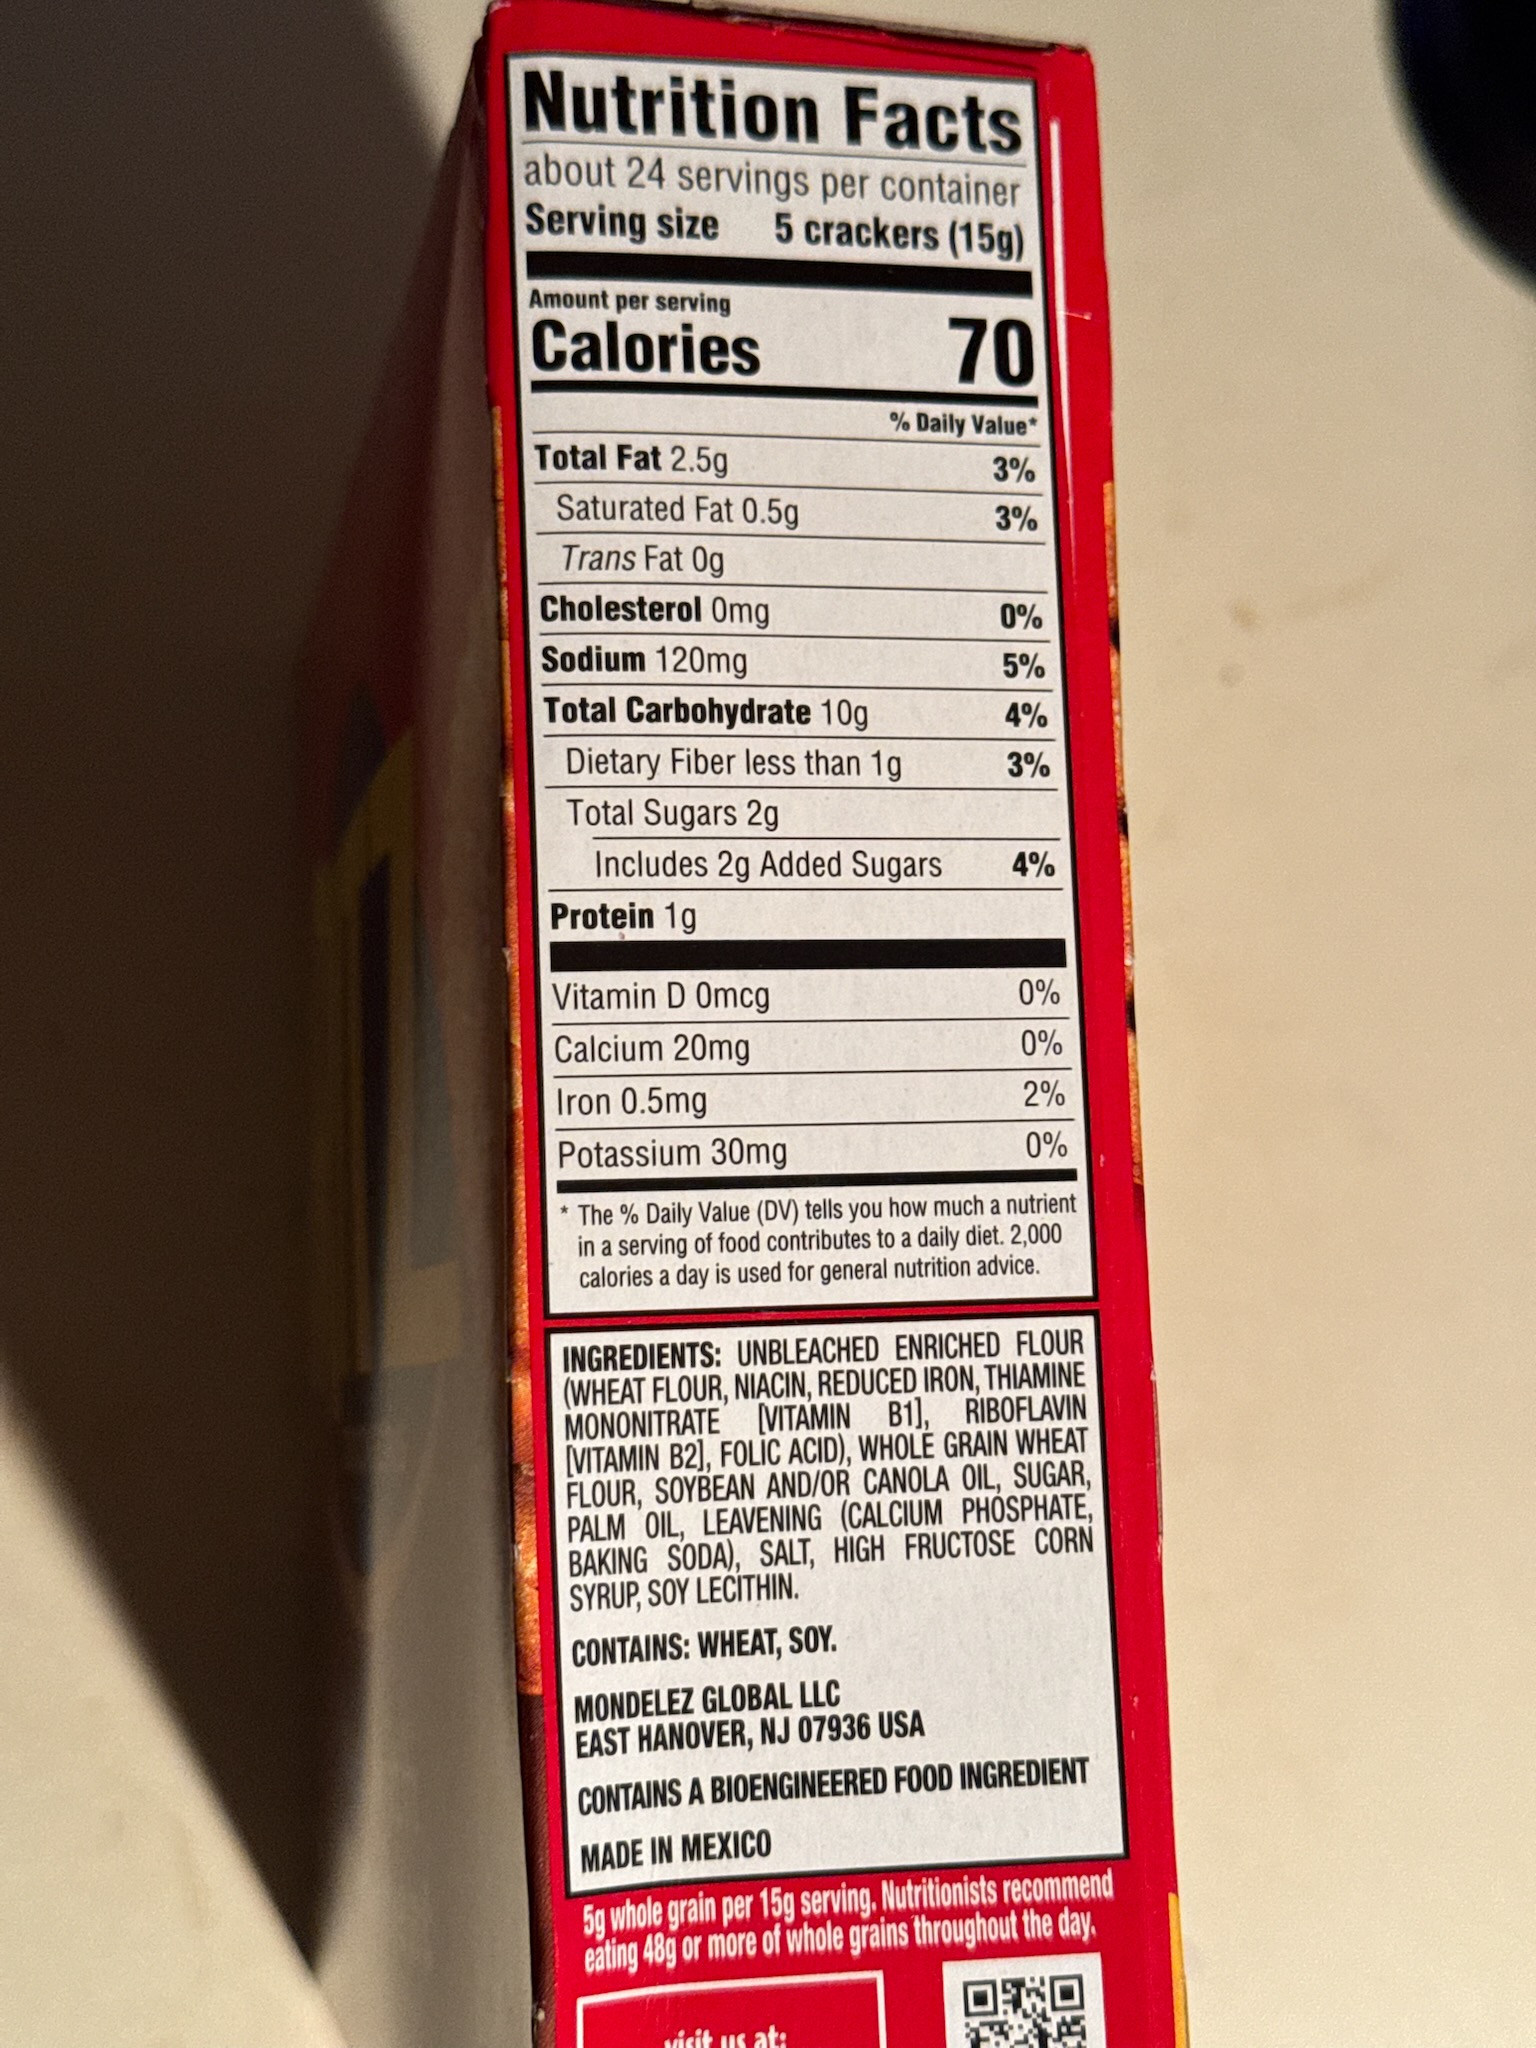 Nutrition Facts
about 24 servings per container
Serving size 5 crackers (15g)
Amount per serving
Calories 70
% Daily Value*
Total Fat 2.5g 3%
Saturated Fat 0.5g 3%
Trans Fat 0g
Cholesterol 0mg 0%
Sodium 120mg 5%
Total Carbohydrate 10g 4%
Dietary Fiber less than 1g 3%
Total Sugars 2g
Includes 2g Added Sugars 4%
Protein 1g
Vitamin D 0mcg 0%
Calcium 20mg 0%
Iron 0.5mg 2%
Potassium 30mg 0%
* The % Daily Value (DV) tells you how much a nutrient
in a serving of food contributes to a daily diet. 2,000
calories a day is used for general nutrition advice.
INGREDIENTS: UNBLEACHED ENRICHED FLOUR
(WHEAT FLOUR, NIACIN, REDUCED IRON, THIAMINE
MONONITRATE [VITAMIN B1], RIBOFLAVIN
[VITAMIN B2], FOLIC ACID), WHOLE GRAIN WHEAT
FLOUR, SOYBEAN AND/OR CANOLA OIL, SUGAR,
PALM OIL, LEAVENING (CALCIUM PHOSPHATE,
BAKING SODA), SALT, HIGH FRUCTOSE CORN
SYRUP, SOY LECITHIN.
CONTAINS: WHEAT, SOY.
MONDELEZ GLOBAL LLC
EAST HANOVER, NJ 07936 USA
CONTAINS A BIOENGINEERED FOOD INGREDIENT
MADE IN MEXICO
5g whole grain per 15g serving. Nutritionists recommend
eating 48g or more of whole grains throughout the day.
visit us at: